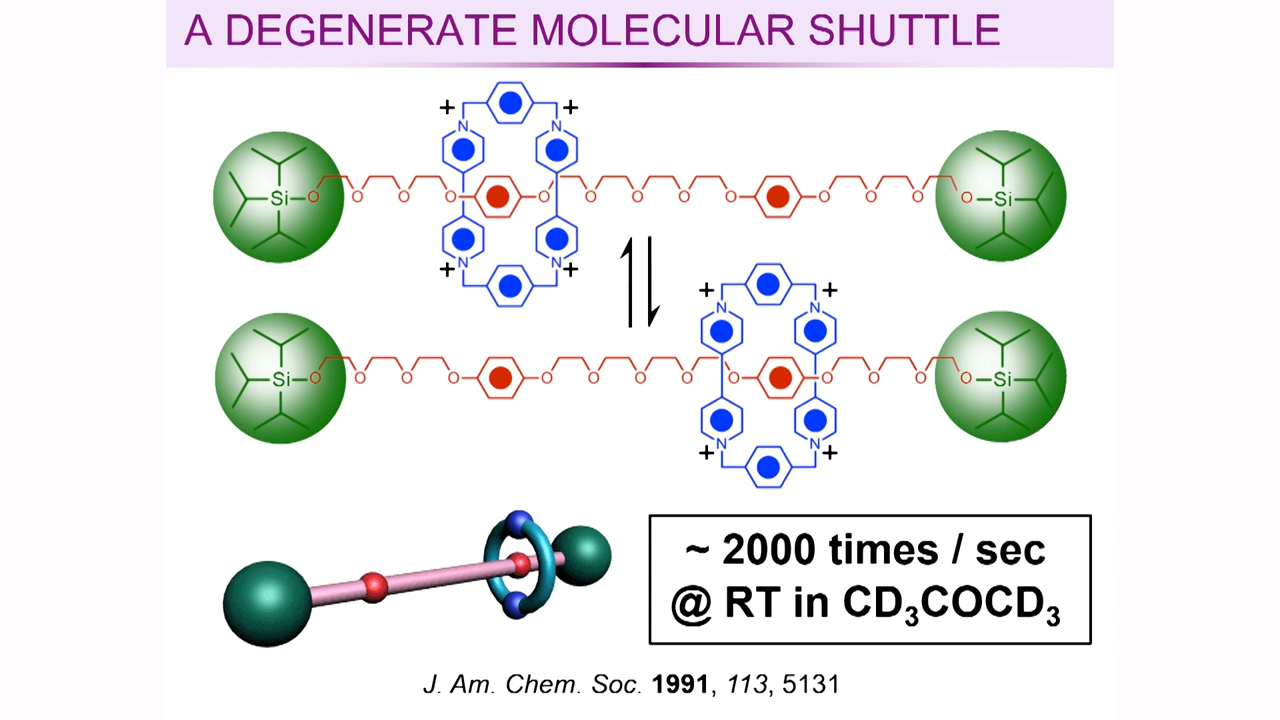 A DEGENERATE MOLECULAR SHUTTLE
+ +
N N
Si O O O O O O O O O O O O O Si
N N
+ +
+ +
N N
Si O O O O O O O O O O O O O Si
N N
+ +
~ 2000 times / sec
@ RT in CD₃COCD₃
J. Am. Chem. Soc. 1991, 113, 5131